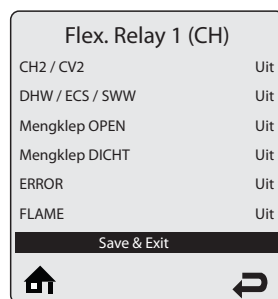 Flex. Relay 1 (CH)
CH2 / CV2 Uit
DHW / ECS / SWW Uit
Mengklep OPEN Uit
Mengklep DICHT Uit
ERROR Uit
FLAME Uit
Save & Exit